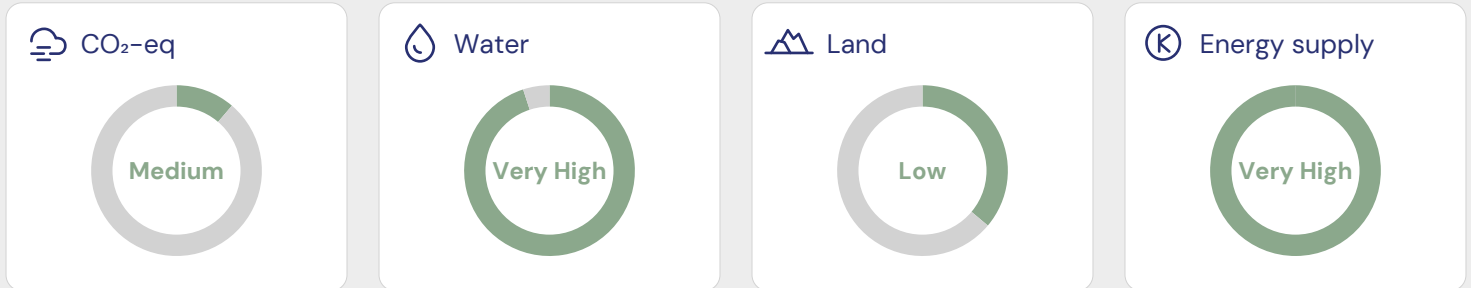 CO₂-eq
Medium
Water
Very High
Land
Low
Energy supply
Very High